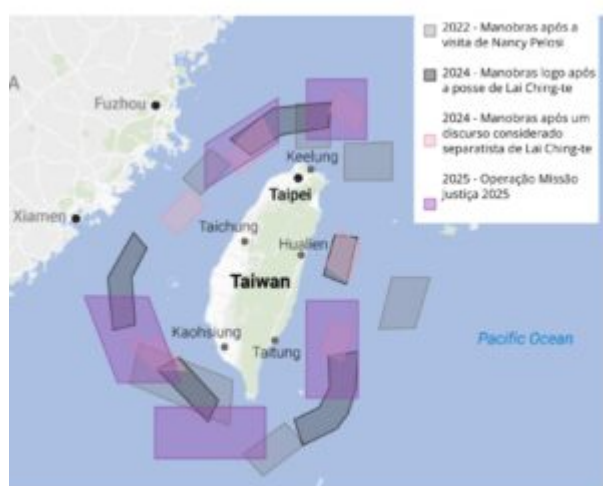 2022 - Manobras após a
visita de Nancy Pelosi
2024 - Manobras logo após
a posse de Lai Ching-te
2024 - Manobras após um
discurso considerado
separatista de Lai Ching-te
2025 - Operação Missão
Justiça 2025
A
Fuzhou
Keelung
Taipei
Xiamen
Taichung
Hualien
Taiwan
Kaohsiung
Taitung
Pacific Ocean